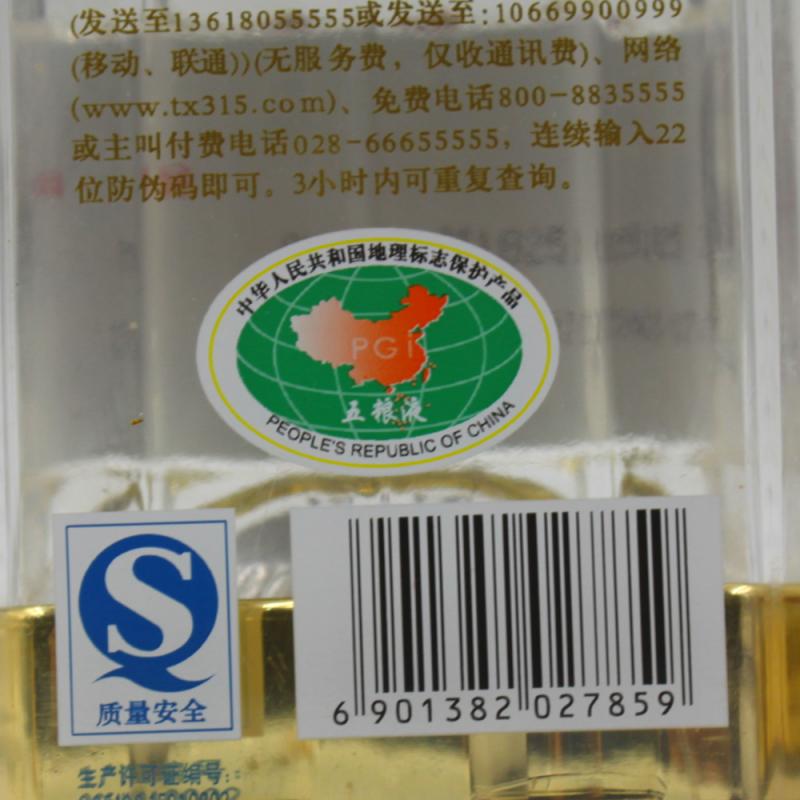 (发送至13618055555或发送至:10669900999
(移动、联通))(无服务费，仅收通讯费)、网络
(www.tx315.com)、免费电话800-8835555
或主叫付费电话028-66655555，连续输入22
位防伪码即可。3小时内可重复查询。
中华人民共和国地理标志保护产品
PGI
五粮液
PEOPLE'S REPUBLIC OF CHINA
质量安全
6 901382 027859
生产许可证编号: